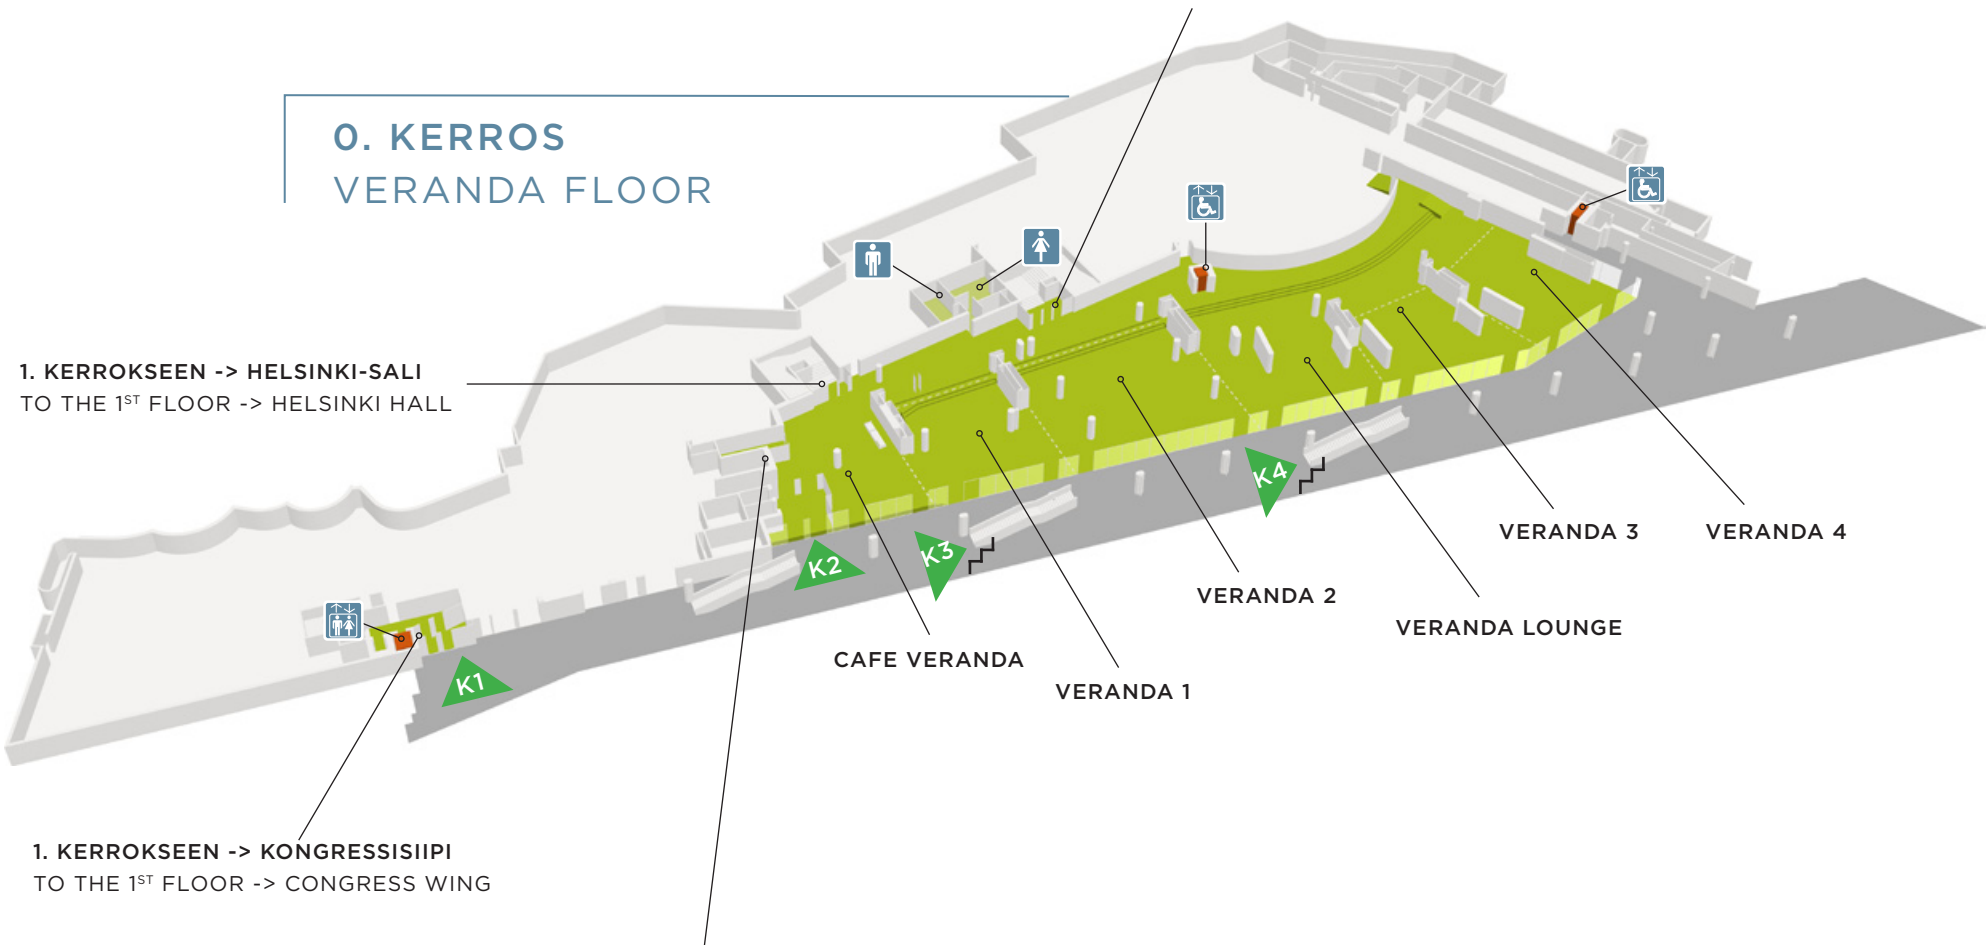 0. KERROS
VERANDA FLOOR
1. KERROKSEEN -> HELSINKI-SALI
TO THE 1ST FLOOR -> HELSINKI HALL
K4
VERANDA 3
VERANDA 4
K3
K2
VERANDA 2
VERANDA LOUNGE
CAFE VERANDA
K1
VERANDA 1
1. KERROKSEEN -> KONGRESSISIIPI
TO THE 1ST FLOOR -> CONGRESS WING